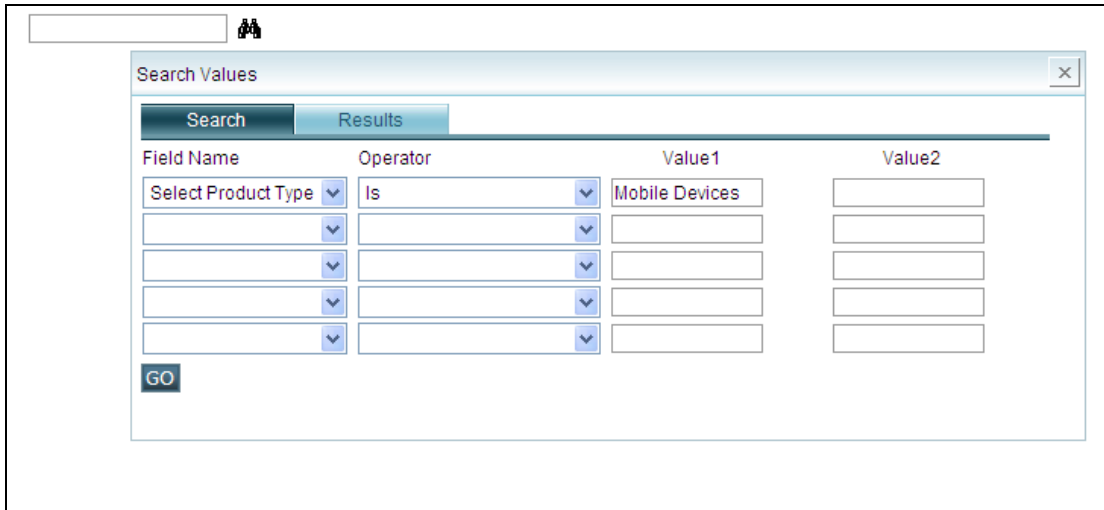 Search Values
Search Results
Field Name Operator Value1 Value2
Select Product Type Is Mobile Devices
GO